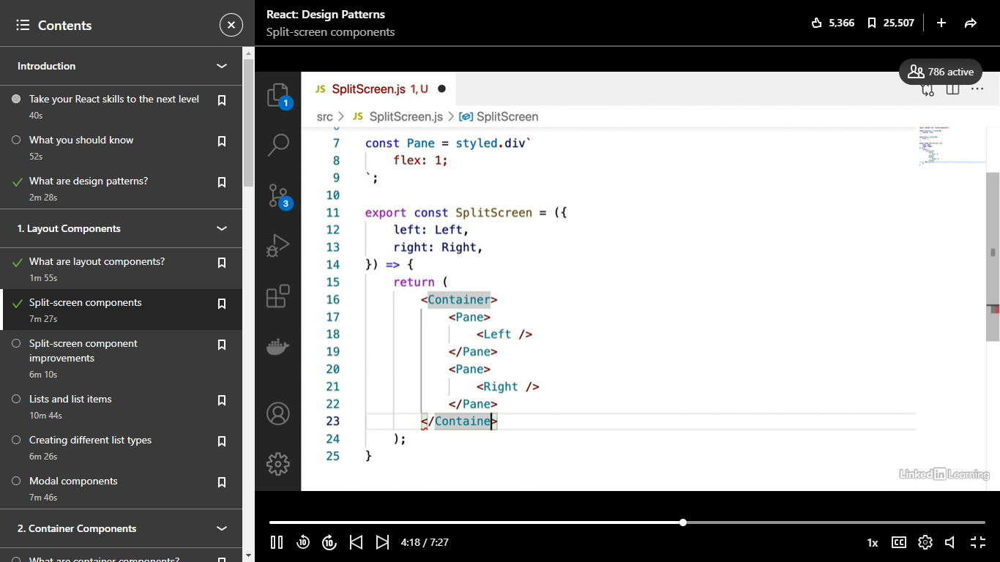 Contents
Introduction
Take your React skills to the next level
40s
What you should know
52s
What are design patterns?
2m 28s
1. Layout Components
What are layout components?
1m 55s
Split-screen components
7m 27s
Split-screen component
improvements
6m 10s
Lists and list items
10m 44s
Creating different list types
6m 26s
Modal components
7m 46s
2. Container Components
What are container components?
React: Design Patterns
Split-screen components
5,366
25,507
786 active
1
3
JS SplitScreen.js 1, U
src > JS SplitScreen.js > SplitScreen
6
7 const Pane = styled.div`
8 flex: 1;
9 `;
10
11 export const SplitScreen = ({
12 left: Left,
13 right: Right,
14 }) => {
15 return (
16 <Container>
17 <Pane>
18 <Left />
19 </Pane>
20 <Pane>
21 <Right />
22 </Pane>
23 </Containe>
24 );
25 }
Linked in Learning
10
10
4:18 / 7:27
1x
CC